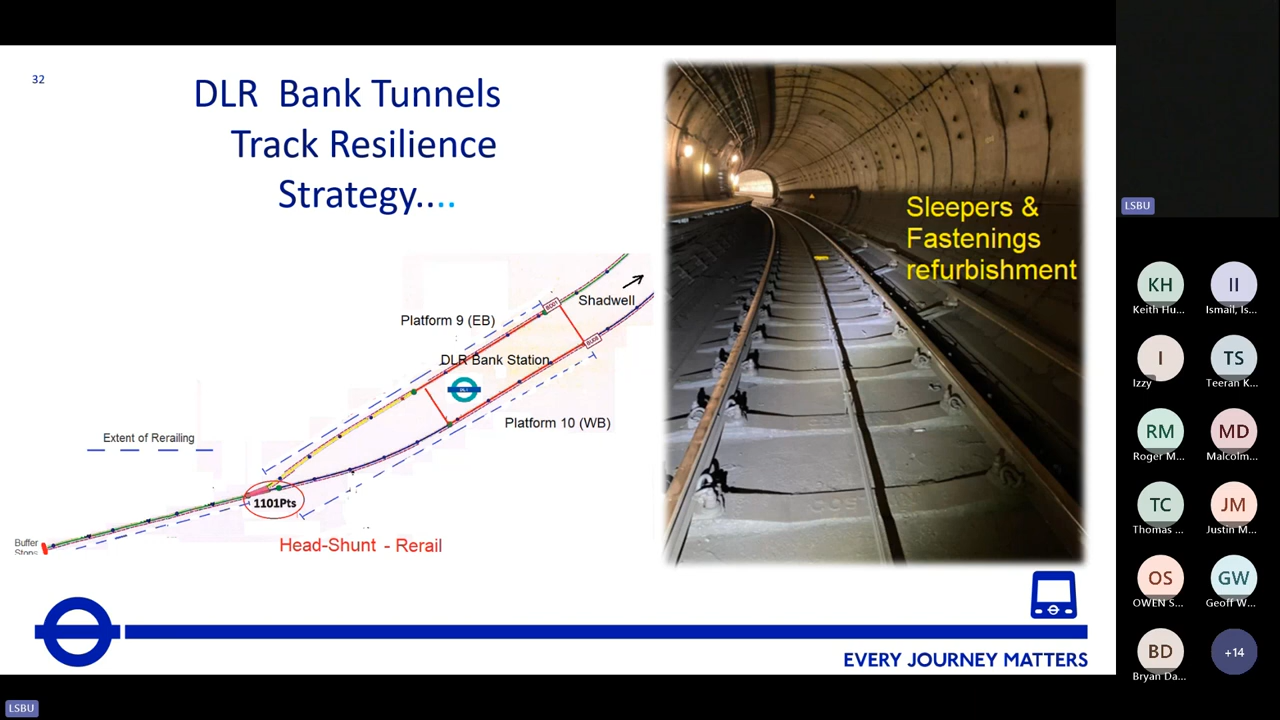 32
DLR Bank Tunnels
Track Resilience
Strategy....
Sleepers &
Fastenings
refurbishment
Shadwell
Platform 9 (EB)
DLR Bank Station
Platform 10 (WB)
Extent of Rerailing
1101Pts
Head-Shunt - Rerail
Buffer
Stops
EVERY JOURNEY MATTERS
LSBU
KH
Keith Hu...
II
Ismail, Is...
I
Izzy
TS
Teeran K...
RM
Roger M...
MD
Malcolm...
TC
Thomas ...
JM
Justin M...
OS
OWEN S...
GW
Geoff W...
BD
Bryan Da...
+14
LSBU